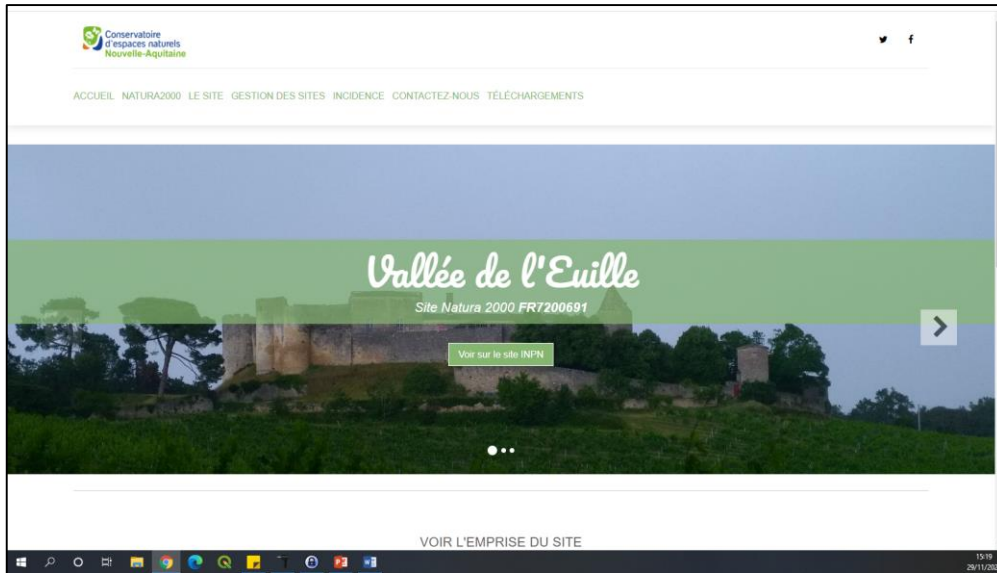 Conservatoire
d'espaces naturels
Nouvelle-Aquitaine
ACCUEIL NATURA2000 LE SITE GESTION DES SITES INCIDENCE CONTACTEZ-NOUS TÉLÉCHARGEMENTS
Vallée de l'Euille
Site Natura 2000 FR7200691
Voir sur le site INPN
VOIR L'EMPRISE DU SITE
15:19
29/11/202